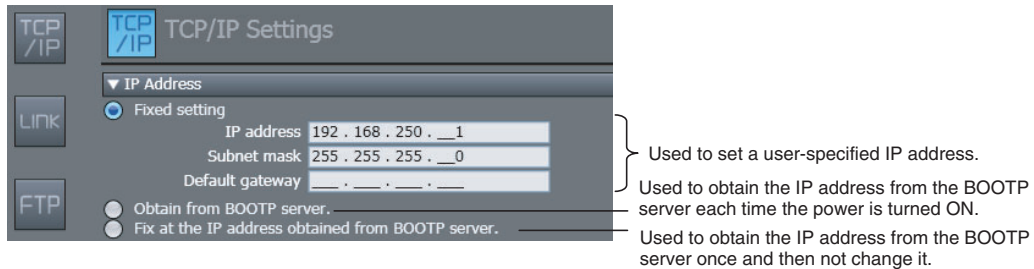 TCP
/IP
TCP
/IP
TCP/IP Settings
▼ IP Address
LINK
Fixed setting
IP address 192 . 168 . 250 . __1
Subnet mask 255 . 255 . 255 . __0
Default gateway ___ . ___ . ___ . ___
Used to set a user-specified IP address.
FTP
Obtain from BOOTP server.
Used to obtain the IP address from the BOOTP
server each time the power is turned ON.
Fix at the IP address obtained from BOOTP server.
Used to obtain the IP address from the BOOTP
server once and then not change it.